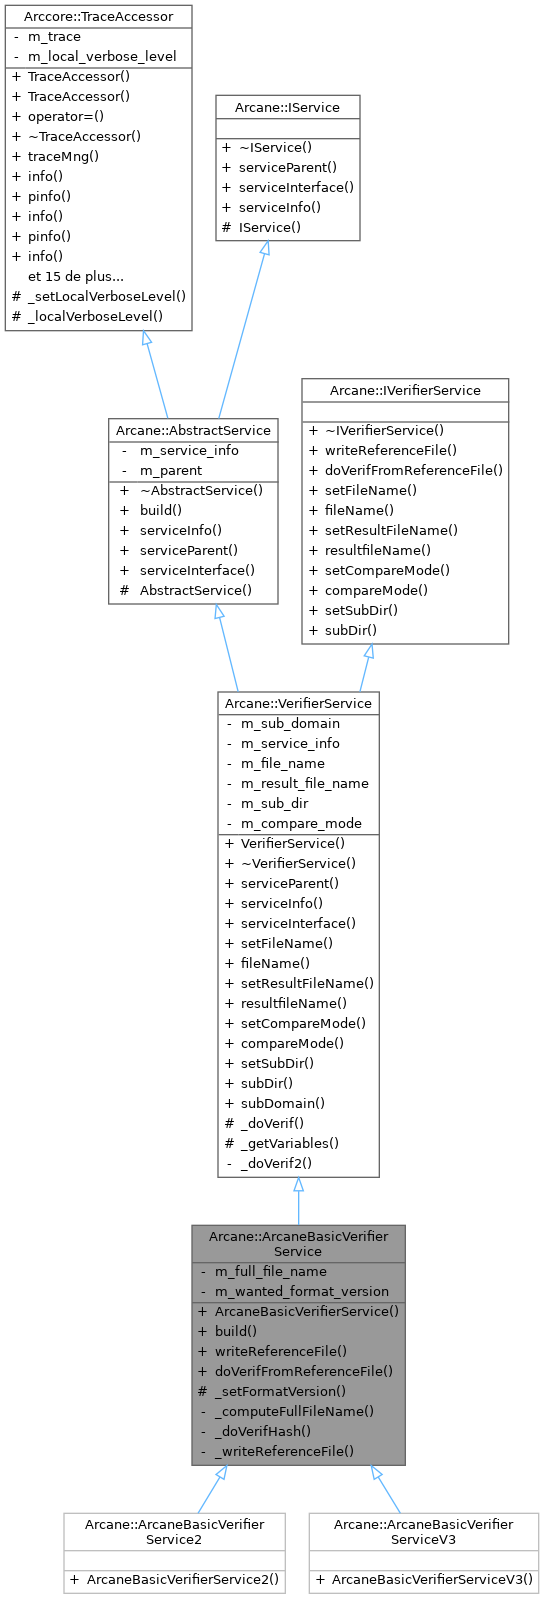 Arccore::TraceAccessor
- m_trace
- m_local_verbose_level
+ TraceAccessor()
+ TraceAccessor()
+ operator=()
+ ~TraceAccessor()
+ traceMng()
+ info()
+ pinfo()
+ info()
+ pinfo()
+ info()
et 15 de plus...
# _setLocalVerboseLevel()
# _localVerboseLevel()
Arcane::IService
+ ~IService()
+ serviceParent()
+ serviceInterface()
+ serviceInfo()
# IService()
Arcane::AbstractService
- m_service_info
- m_parent
+ ~AbstractService()
+ build()
+ serviceInfo()
+ serviceParent()
+ serviceInterface()
# AbstractService()
Arcane::IVerifierService
+ ~IVerifierService()
+ writeReferenceFile()
+ doVerifFromReferenceFile()
+ setFileName()
+ fileName()
+ setResultFileName()
+ resultfileName()
+ setCompareMode()
+ compareMode()
+ setSubDir()
+ subDir()
Arcane::VerifierService
- m_sub_domain
- m_service_info
- m_file_name
- m_result_file_name
- m_sub_dir
- m_compare_mode
+ VerifierService()
+ ~VerifierService()
+ serviceParent()
+ serviceInfo()
+ serviceInterface()
+ setFileName()
+ fileName()
+ setResultFileName()
+ resultfileName()
+ setCompareMode()
+ compareMode()
+ setSubDir()
+ subDir()
+ subDomain()
# _doVerif()
# _getVariables()
- _doVerif2()
Arcane::ArcaneBasicVerifier
Service
- m_full_file_name
- m_wanted_format_version
+ ArcaneBasicVerifierService()
+ build()
+ writeReferenceFile()
+ doVerifFromReferenceFile()
# _setFormatVersion()
- _computeFullFileName()
- _doVerifHash()
- _writeReferenceFile()
Arcane::ArcaneBasicVerifier
Service2
+ ArcaneBasicVerifierService2()
Arcane::ArcaneBasicVerifier
ServiceV3
+ ArcaneBasicVerifierServiceV3()